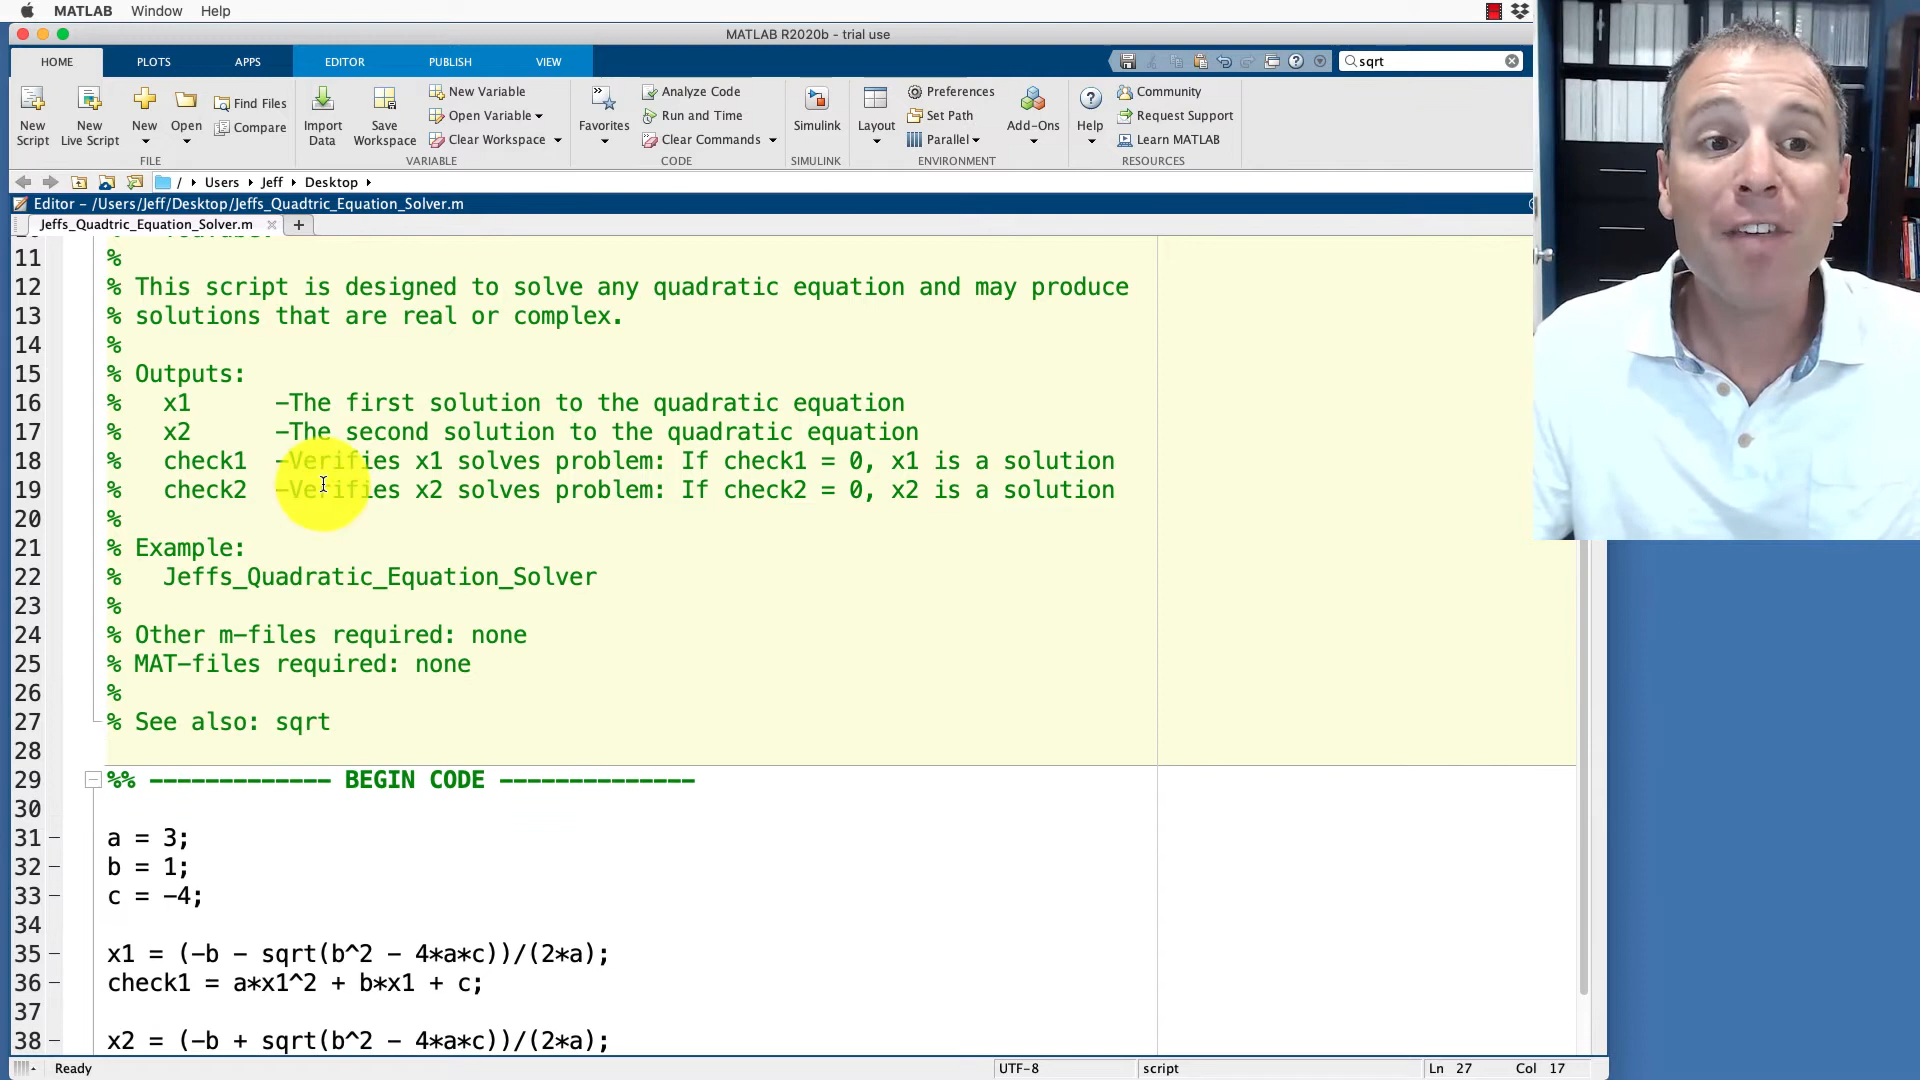 MATLAB Window Help
MATLAB R2020b - trial use
HOME PLOTS APPS EDITOR PUBLISH VIEW sqrt
New Script
New Live Script
New
Open
Find Files
Compare
FILE
Import Data
Save Workspace
New Variable
Open Variable
Clear Workspace
VARIABLE
Favorites
Analyze Code
Run and Time
Clear Commands
CODE
Simulink
SIMULINK
Layout
Preferences
Set Path
Parallel
ENVIRONMENT
Add-Ons
Help
Community
Request Support
Learn MATLAB
RESOURCES
/ Users Jeff Desktop
Editor - /Users/Jeff/Desktop/Jeffs_Quadtric_Equation_Solver.m
Jeffs_Quadtric_Equation_Solver.m +
11 %
12 % This script is designed to solve any quadratic equation and may produce
13 % solutions that are real or complex.
14 %
15 % Outputs:
16 % x1 -The first solution to the quadratic equation
17 % x2 -The second solution to the quadratic equation
18 % check1 -Verifies x1 solves problem: If check1 = 0, x1 is a solution
19 % check2 -Verifies x2 solves problem: If check2 = 0, x2 is a solution
20 %
21 % Example:
22 % Jeffs_Quadratic_Equation_Solver
23 %
24 % Other m-files required: none
25 % MAT-files required: none
26 %
27 % See also: sqrt
28
29 %% ------------- BEGIN CODE --------------
30
31 - a = 3;
32 - b = 1;
33 - c = -4;
34
35 - x1 = (-b - sqrt(b^2 - 4*a*c))/(2*a);
36 - check1 = a*x1^2 + b*x1 + c;
37
38 - x2 = (-b + sqrt(b^2 - 4*a*c))/(2*a);
Ready UTF-8 script Ln 27 Col 17